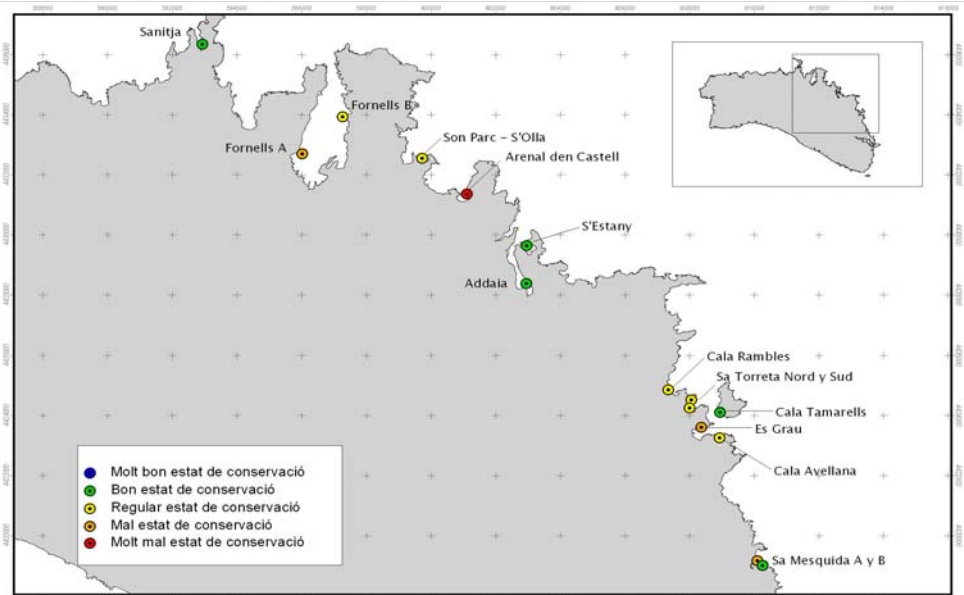 Sanitja
Fornells B
Fornells A
Son Parc – S'Olla
Arenal den Castell
S'Estany
Addaia
Cala Rambles
Sa Torreta Nord y Sud
Cala Tamarells
Es Grau
Cala Avellana
Sa Mesquida A y B
Molt bon estat de conservació
Bon estat de conservació
Regular estat de conservació
Mal estat de conservació
Molt mal estat de conservació